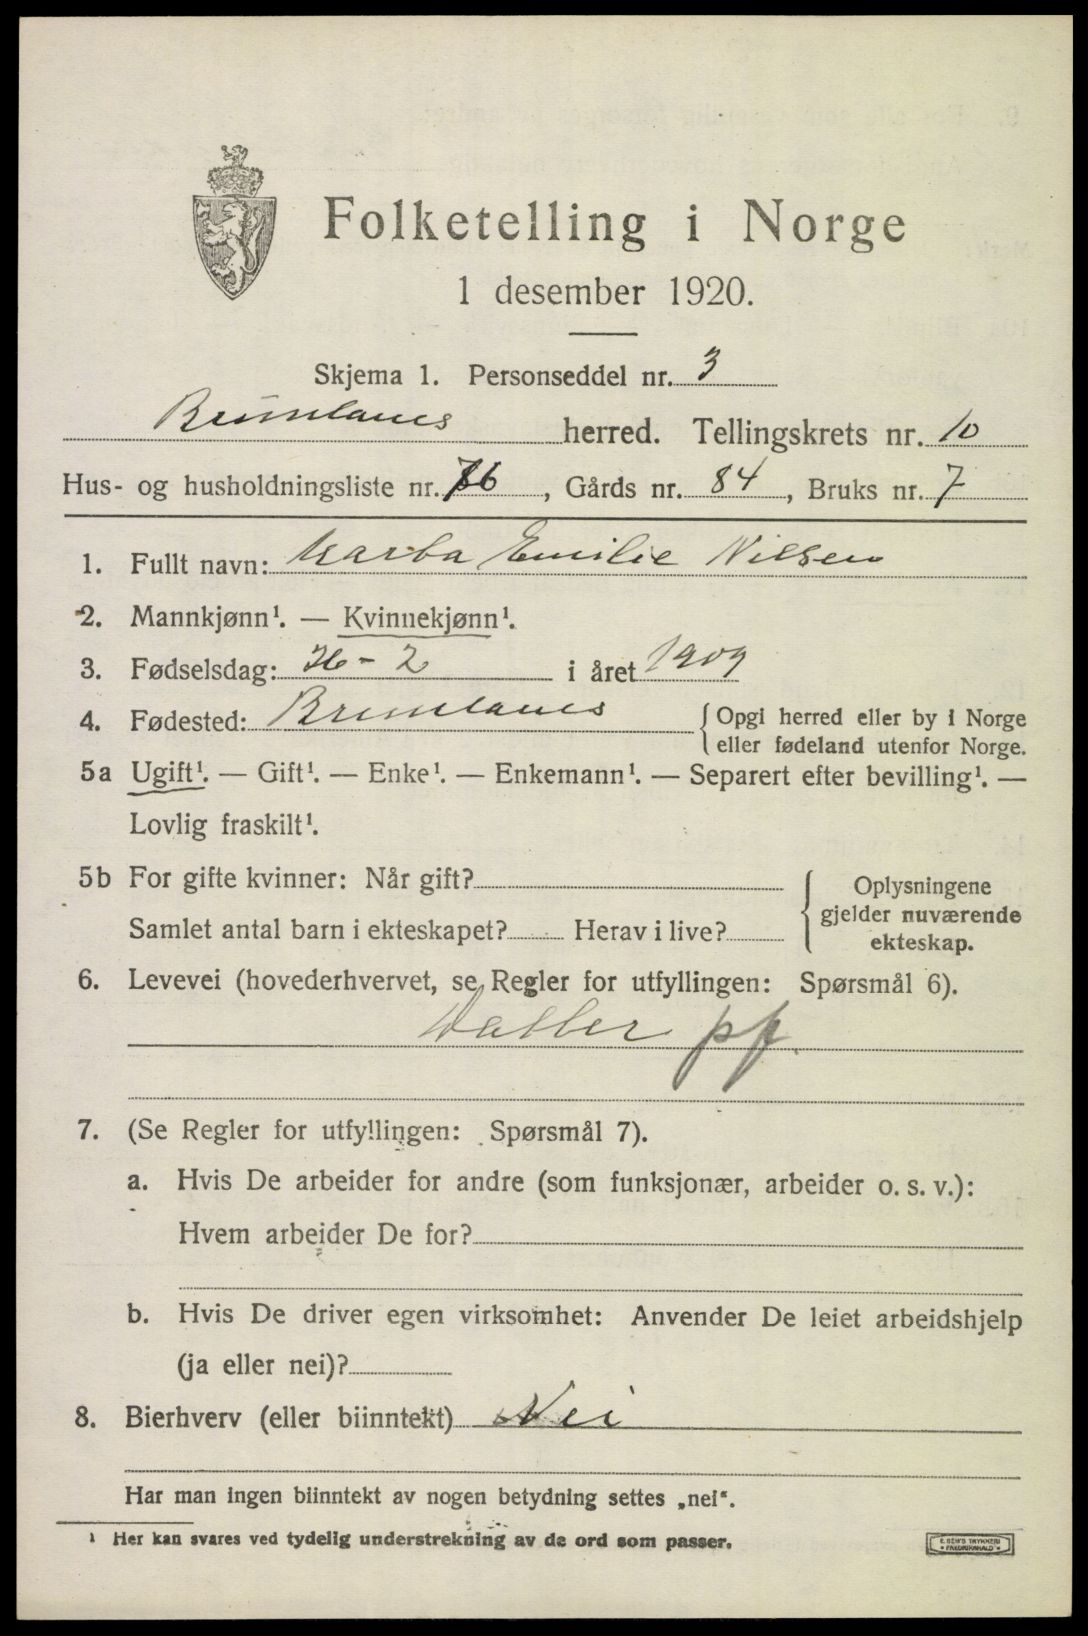 Folketelling i Norge
1 desember 1920.
Skjema 1. Personseddel nr. 3
Brunlanes herred. Tellingskrets nr. 10
Hus- og husholdningsliste nr. 76, Gårds nr. 84, Bruks nr. 7
1. Fullt navn: Emilie Nilsen
2. Mannkjønn¹. — Kvinnekjønn¹.
3. Fødselsdag: 26-2 i året 1909
4. Fødested: Brunlanes {Opgi herred eller by i Norge
eller fødeland utenfor Norge.
5a Ugift¹. — Gift¹. — Enke¹. — Enkemann¹. — Separert efter bevilling¹. —
Lovlig fraskilt¹.
5b For gifte kvinner: Når gift?
Samlet antal barn i ekteskapet? Herav i live?
Oplysningene
gjelder nuværende
ekteskap.
6. Levevei (hovederhvervet, se Regler for utfyllingen: Spørsmål 6).
Datter pf.
7. (Se Regler for utfyllingen: Spørsmål 7).
a. Hvis De arbeider for andre (som funksjonær, arbeider o. s. v.):
Hvem arbeider De for?
b. Hvis De driver egen virksomhet: Anvender De leiet arbeidshjelp
(ja eller nei)?
8. Bierhverv (eller biinntekt) Nei
Har man ingen biinntekt av nogen betydning settes „nei“.
¹ Her kan svares ved tydelig understrekning av de ord som passer.